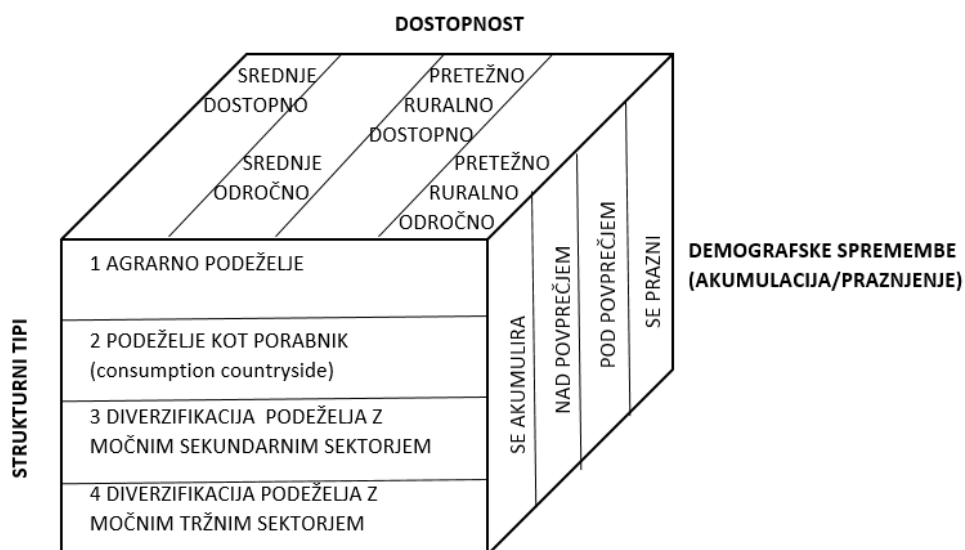 DOSTOPNOST
SREDNJE
DOSTOPNO
SREDNJE
ODROČNO
PRETEŽNO
RURALNO
DOSTOPNO
PRETEŽNO
RURALNO
ODROČNO
STRUKTURNI TIPI
1 AGRARNO PODEŽELJE
2 PODEŽELJE KOT PORABNIK
(consumption countryside)
3 DIVERZIFIKACIJA PODEŽELJA Z
MOČNIM SEKUNDARNIM SEKTORJEM
4 DIVERZIFIKACIJA PODEŽELJA Z
MOČNIM TRŽNIM SEKTORJEM
SE AKUMULIRA
NAD POVPREČJEM
POD POVPREČJEM
SE PRAZNI
DEMOGRAFSKE SPREMEMBE
(AKUMULACIJA/PRAZNJENJE)